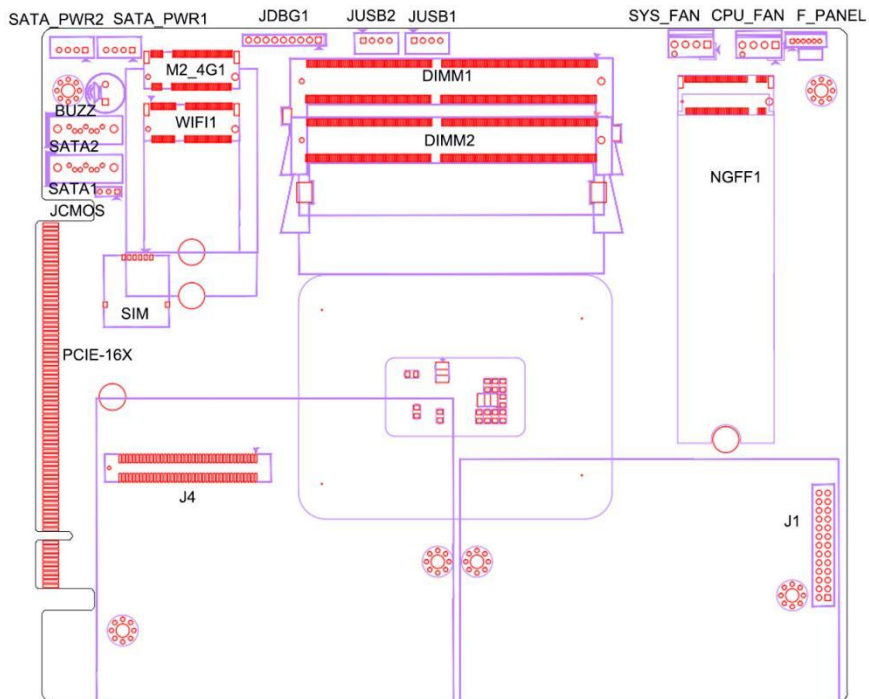 SATA_PWR2 SATA_PWR1 JDBG1 JUSB2 JUSB1 SYS_FAN CPU_FAN F_PANEL
M2_4G1
DIMM1
BUZZ
WIFI1
DIMM2
SATA2
NGFF1
SATA1
JCMOS
SIM
PCIE-16X
J4
J1